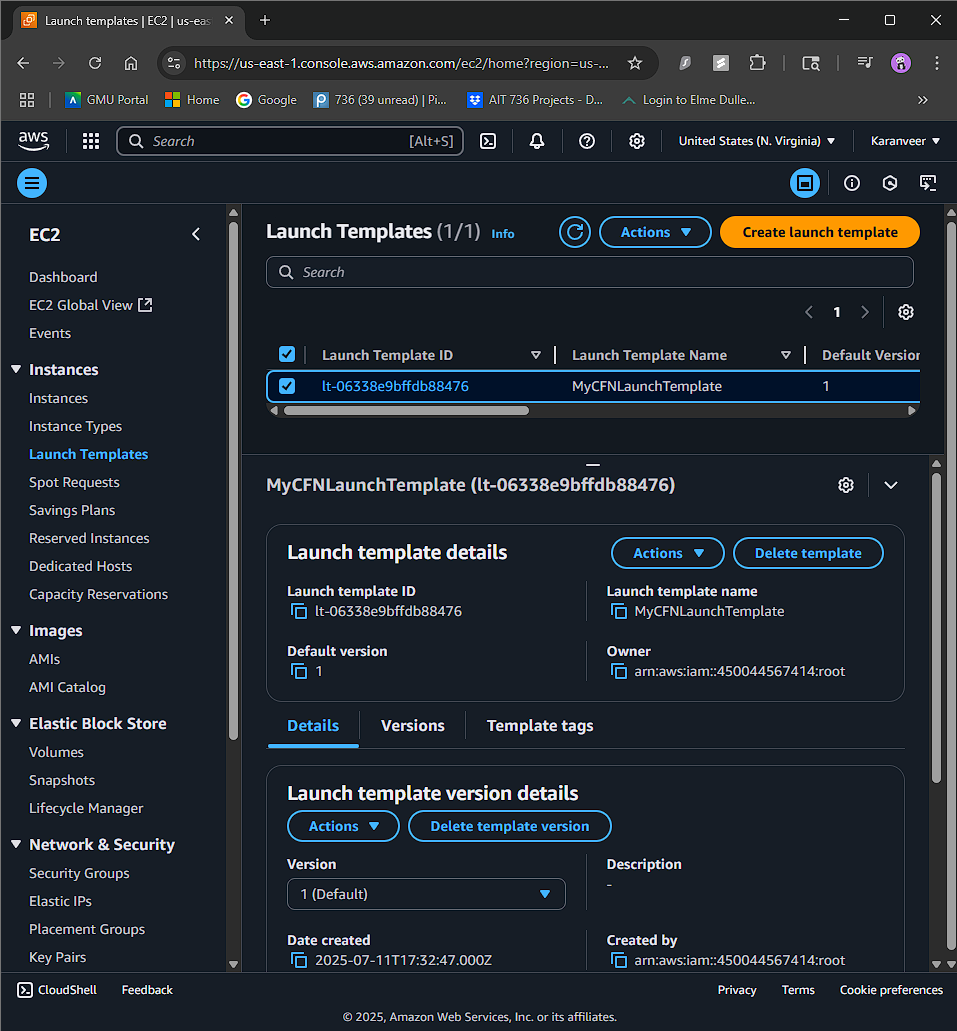 Launch templates | EC2 | us-eas
https://us-east-1.console.aws.amazon.com/ec2/home?region=us-...
GMU Portal
Home
Google
736 (39 unread) | Pi...
AIT 736 Projects - D...
Login to Elme Dulle...
aws
Search
[Alt+S]
United States (N. Virginia)
Karanveer
EC2
Dashboard
EC2 Global View
Events
Instances
Instances
Instance Types
Launch Templates
Spot Requests
Savings Plans
Reserved Instances
Dedicated Hosts
Capacity Reservations
Images
AMIs
AMI Catalog
Elastic Block Store
Volumes
Snapshots
Lifecycle Manager
Network & Security
Security Groups
Elastic IPs
Placement Groups
Key Pairs
Launch Templates (1/1) Info
Actions
Create launch template
Search
1
Launch Template ID
Launch Template Name
Default Version
lt-06338e9bffdb88476
MyCFNLaunchTemplate
1
MyCFNLaunchTemplate (lt-06338e9bffdb88476)
Launch template details
Actions
Delete template
Launch template ID
lt-06338e9bffdb88476
Launch template name
MyCFNLaunchTemplate
Default version
1
Owner
arn:aws:iam::450044567414:root
Details
Versions
Template tags
Launch template version details
Actions
Delete template version
Version
1 (Default)
Description
-
Date created
2025-07-11T17:32:47.000Z
Created by
arn:aws:iam::450044567414:root
CloudShell
Feedback
Privacy
Terms
Cookie preferences
© 2025, Amazon Web Services, Inc. or its affiliates.